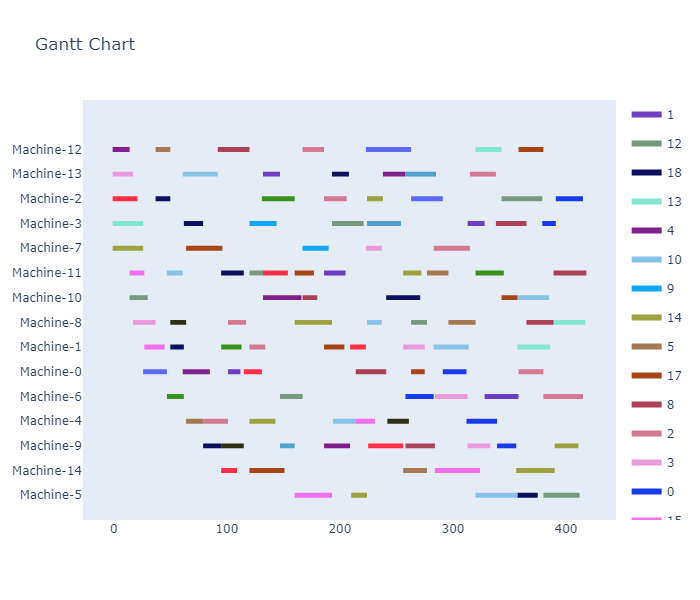 Gantt Chart
Machine-12
Machine-13
Machine-2
Machine-3
Machine-7
Machine-11
Machine-10
Machine-8
Machine-1
Machine-0
Machine-6
Machine-4
Machine-9
Machine-14
Machine-5
0 100 200 300 400
1
12
18
13
4
10
9
14
5
17
8
2
3
0
15